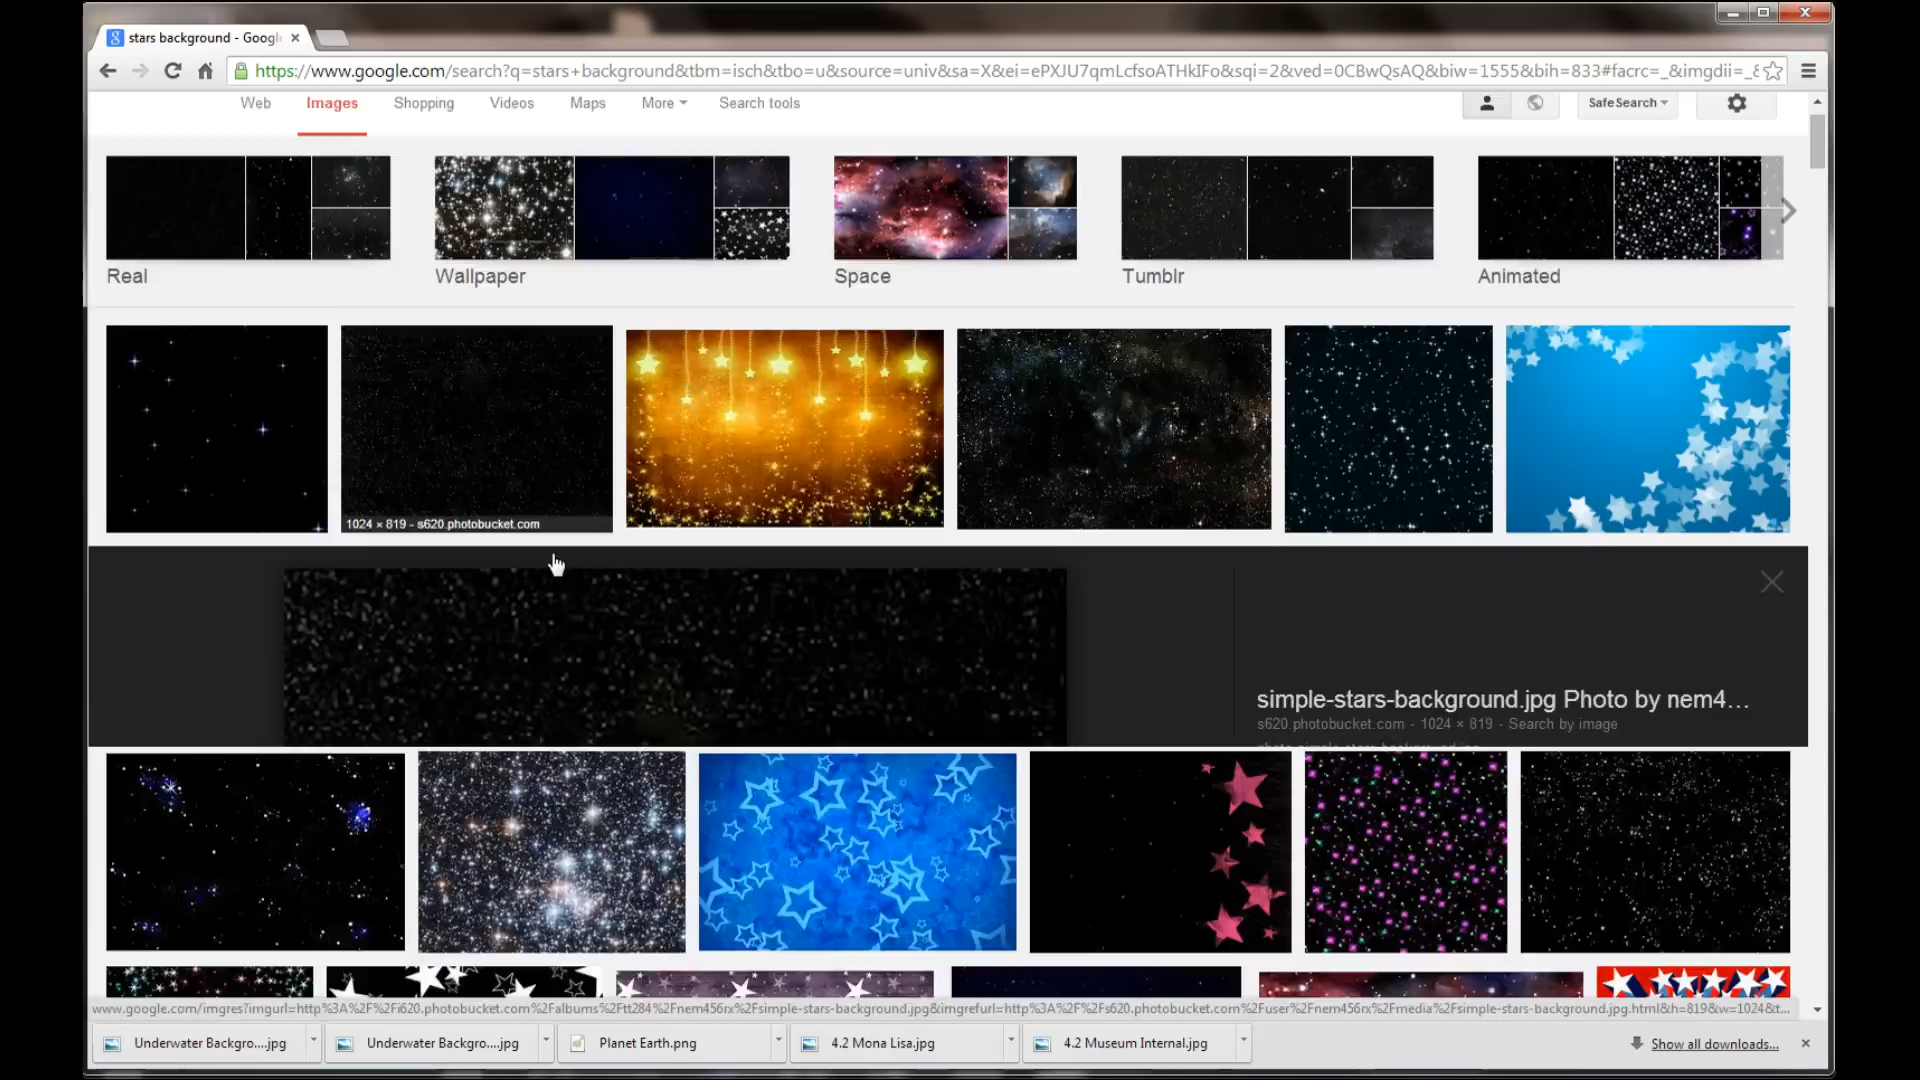 stars background - Googl
https://www.google.com/search?q=stars+background&tbm=isch&tbo=u&source=univ&sa=X&ei=ePXJU7qmLcfsoATHkIFo&sqi=2&ved=0CBwQsAQ&biw=1555&bih=833#facrc=_&imgdii=_
Web Images Shopping Videos Maps More Search tools SafeSearch
Real Wallpaper Space Tumblr Animated
1024 × 819 - s620.photobucket.com
simple-stars-background.jpg Photo by nem4...
s620.photobucket.com - 1024 × 819 - Search by image
www.google.com/imgres?imgurl=http%3A%2F%2Fi620.photobucket.com%2Falbums%2Ftt284%2Fnem456rx%2Fsimple-stars-background.jpg&imgrefurl=http%3A%2F%2Fs620.photobucket.com%2Fuser%2Fnem456rx%2Fmedia%2Fsimple-stars-background.jpg.html&h=819&w=1024&t...
Underwater Backgro....jpg Underwater Backgro....jpg Planet Earth.png 4.2 Mona Lisa.jpg 4.2 Museum Internal.jpg Show all downloads...